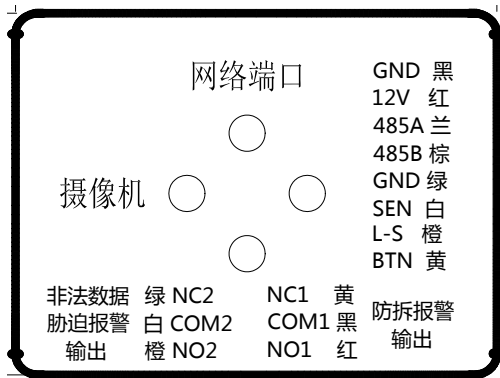 网络端口
摄像机
GND 黑
12V 红
485A 兰
485B 棕
GND 绿
SEN 白
L-S 橙
BTN 黄
非法数据 绿 NC2
胁迫报警 白 COM2
输出 橙 NO2
NC1 黄
COM1 黑
NO1 红
防拆报警
输出